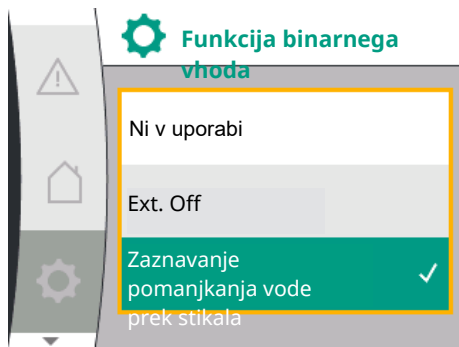 Funkcija binarnega
vhoda
Ni v uporabi
Ext. Off
Zaznavanje
pomanjkanja vode
prek stikala